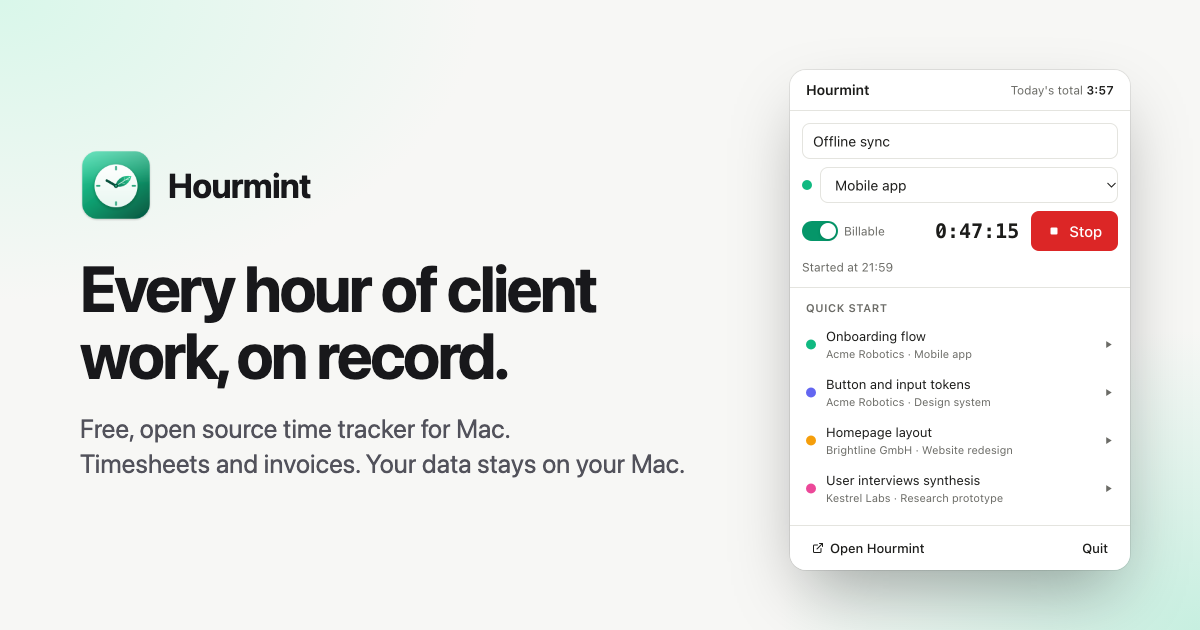 Hourmint
Every hour of client
work, on record.
Free, open source time tracker for Mac.
Timesheets and invoices. Your data stays on your Mac.
Hourmint
Today's total 3:57
Offline sync
Mobile app
Billable
0:47:15
Stop
Started at 21:59
QUICK START
Onboarding flow
Acme Robotics · Mobile app
Button and input tokens
Acme Robotics · Design system
Homepage layout
Brightline GmbH · Website redesign
User interviews synthesis
Kestrel Labs · Research prototype
Open Hourmint
Quit